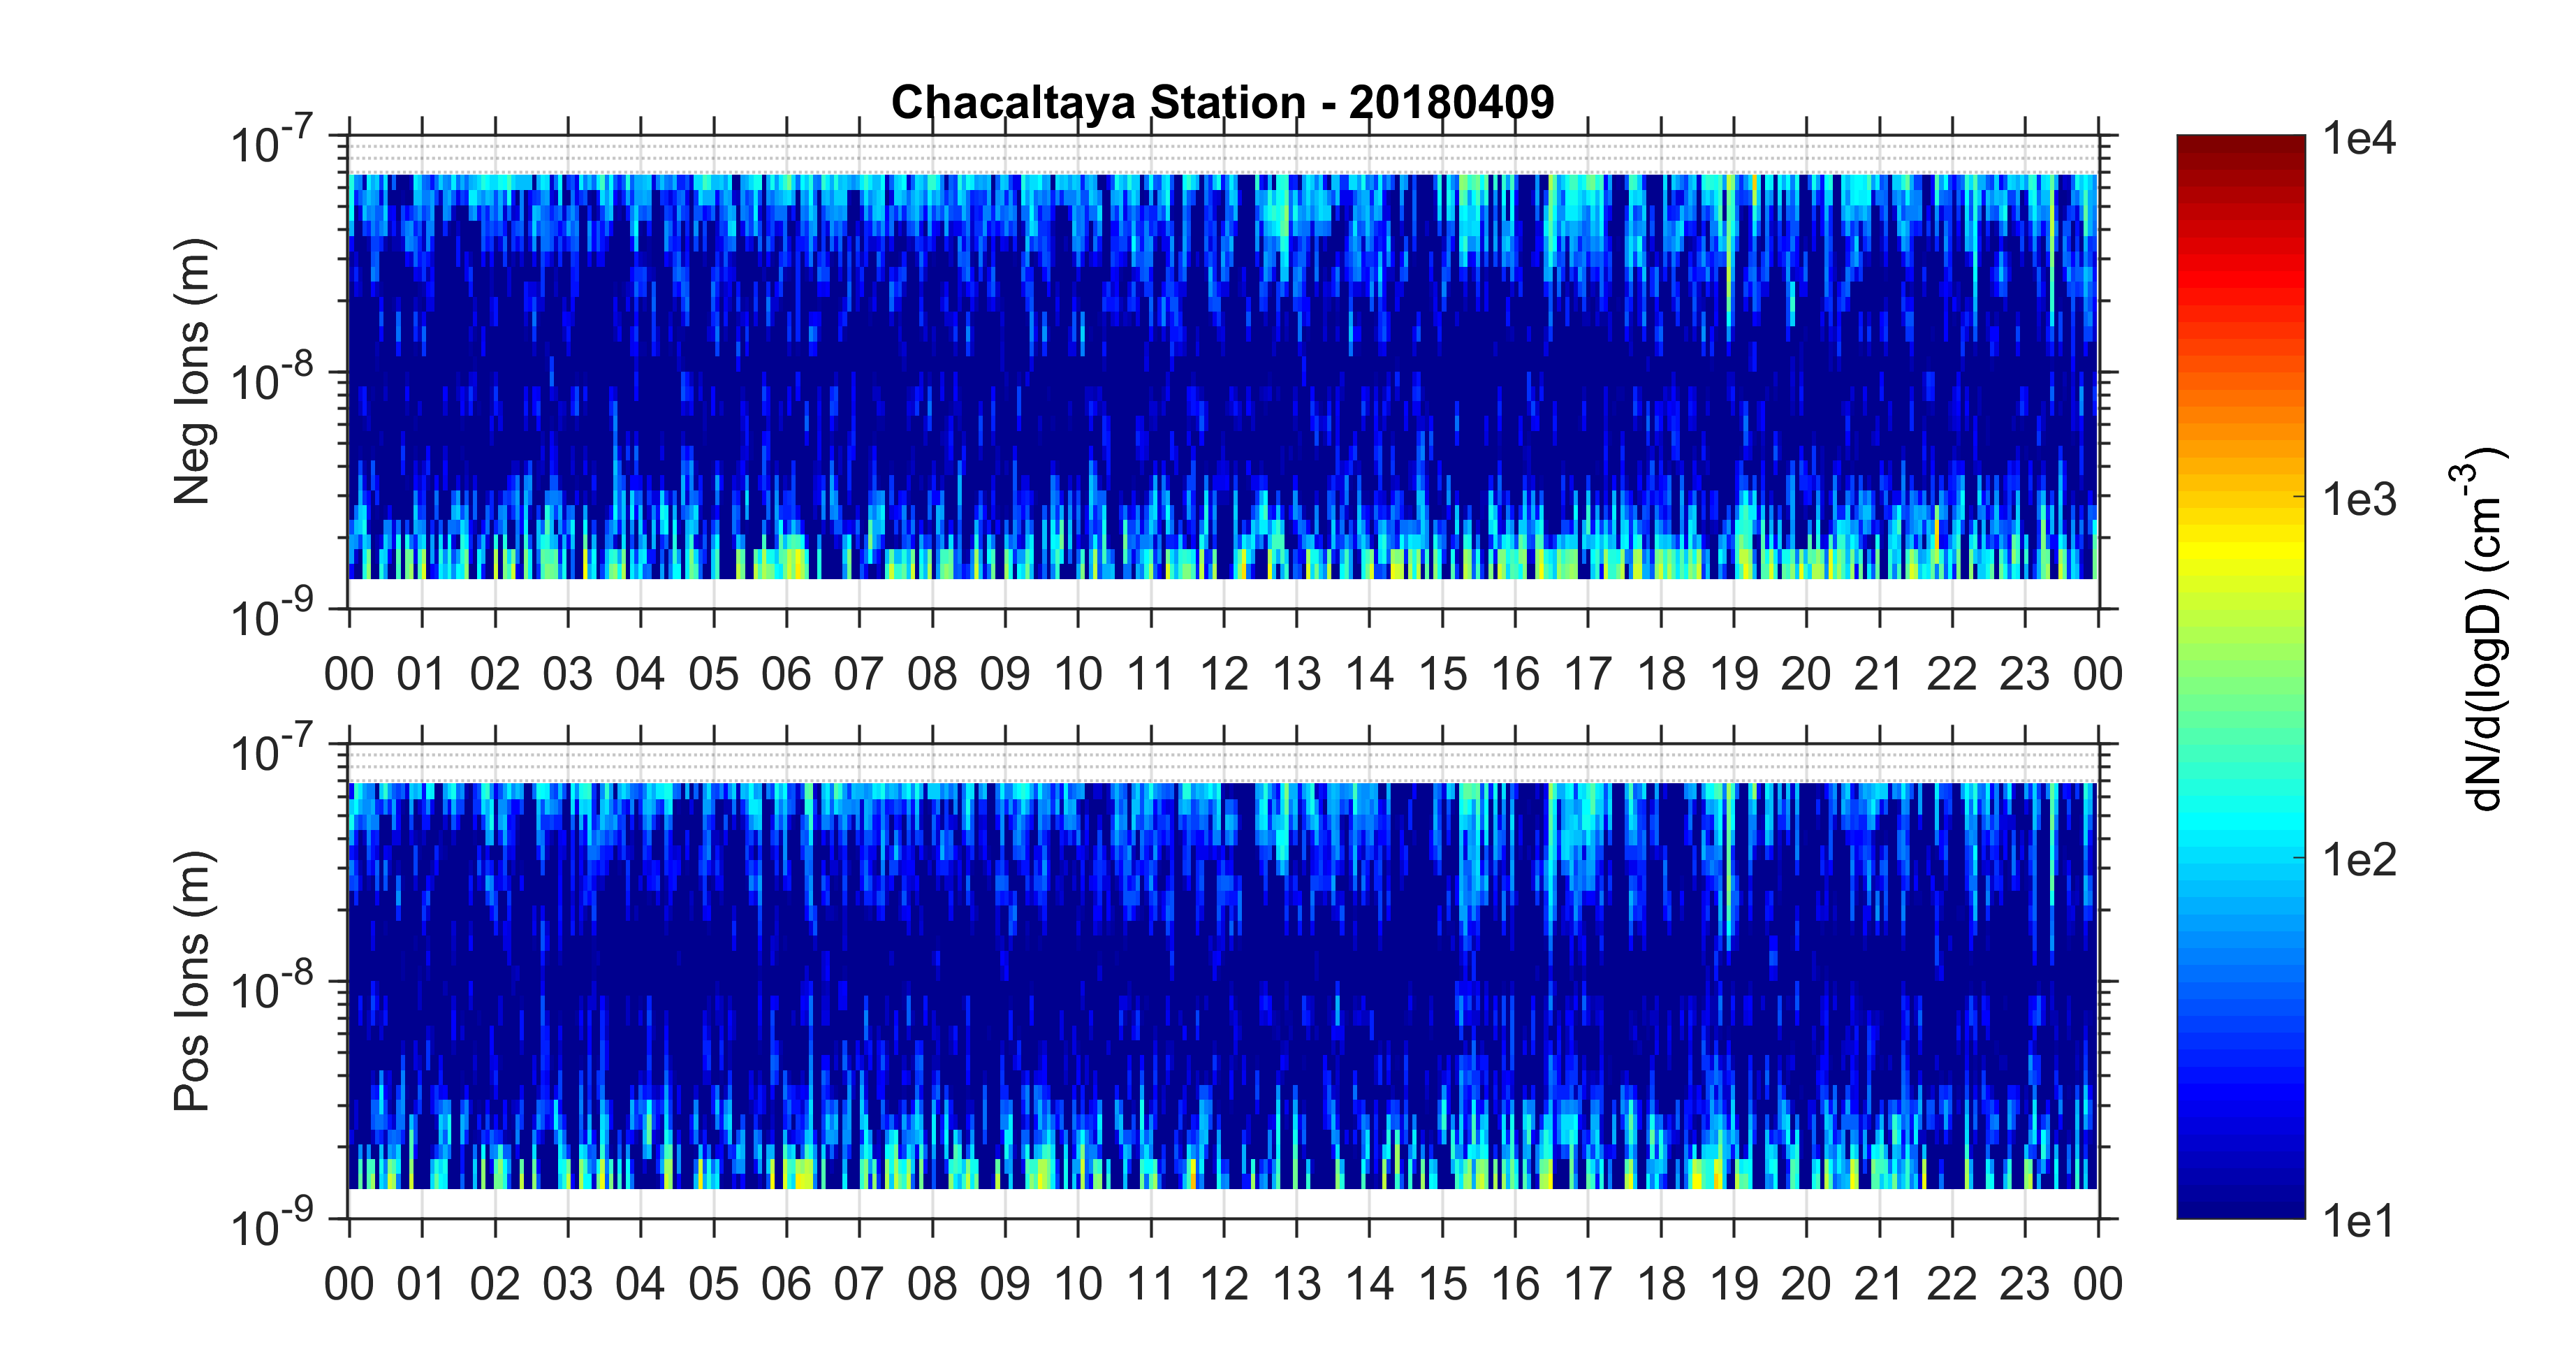 Chacaltaya Station - 20180409
10-7
10-8
10-9
Neg Ions (m)
00 01 02 03 04 05 06 07 08 09 10 11 12 13 14 15 16 17 18 19 20 21 22 23 00
10-7
10-8
10-9
Pos Ions (m)
00 01 02 03 04 05 06 07 08 09 10 11 12 13 14 15 16 17 18 19 20 21 22 23 00
1e4
1e3
1e2
1e1
dN/d(logD) (cm-3)